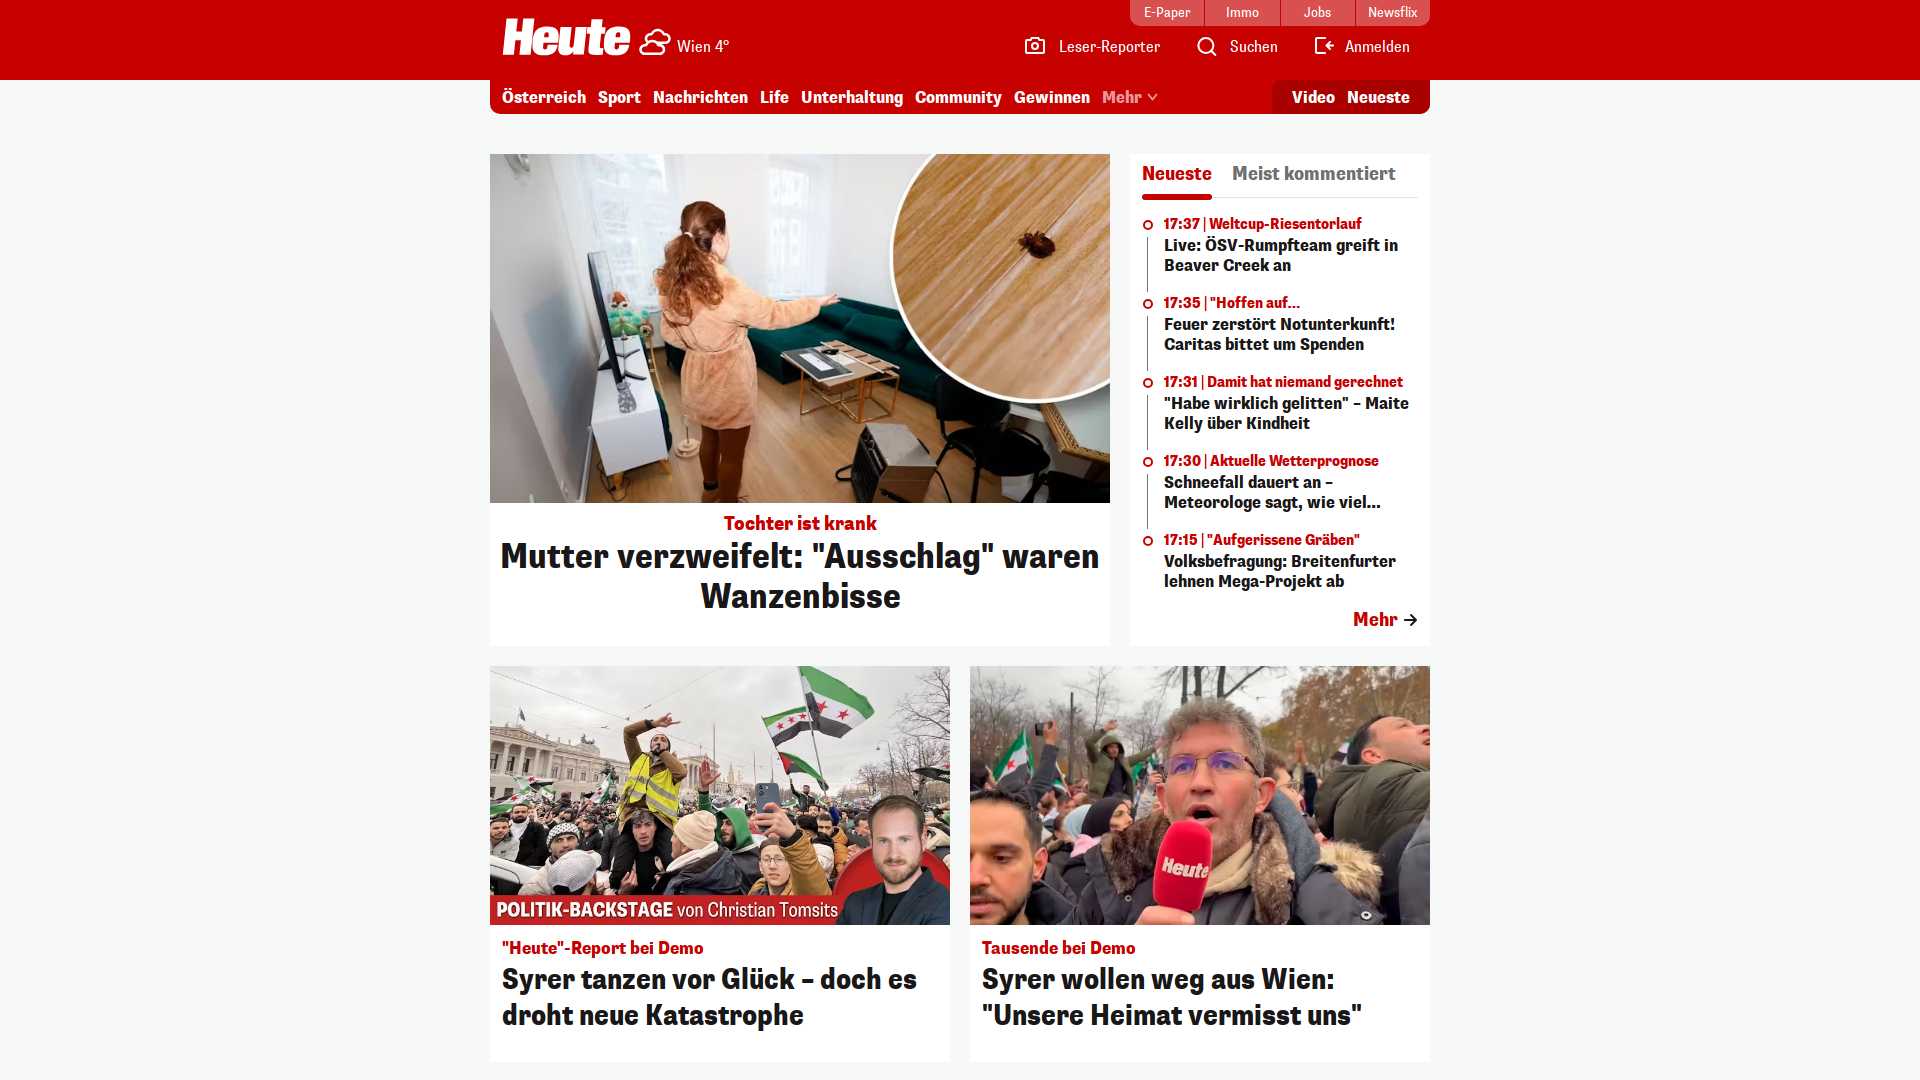 E-Paper
Immo
Jobs
Newsflix
Heute
Wien 4°
Leser-Reporter
Suchen
Anmelden
Österreich
Sport
Nachrichten
Life
Unterhaltung
Community
Gewinnen
Mehr
Video
Neueste
Tochter ist krank
Mutter verzweifelt: "Ausschlag" waren
Wanzenbisse
Neueste
Meist kommentiert
17:37 | Weltcup-Riesentorlauf
Live: ÖSV-Rumpfteam greift in
Beaver Creek an
17:35 | "Hoffen auf...
Feuer zerstört Notunterkunft!
Caritas bittet um Spenden
17:31 | Damit hat niemand gerechnet
"Habe wirklich gelitten" – Maite
Kelly über Kindheit
17:30 | Aktuelle Wetterprognose
Schneefall dauert an –
Meteorologe sagt, wie viel...
17:15 | "Aufgerissene Gräben"
Volksbefragung: Breitenfurter
lehnen Mega-Projekt ab
Mehr
POLITIK-BACKSTAGE von Christian Tomsits
"Heute"-Report bei Demo
Syrer tanzen vor Glück – doch es
droht neue Katastrophe
Heute
Tausende bei Demo
Syrer wollen weg aus Wien:
"Unsere Heimat vermisst uns"